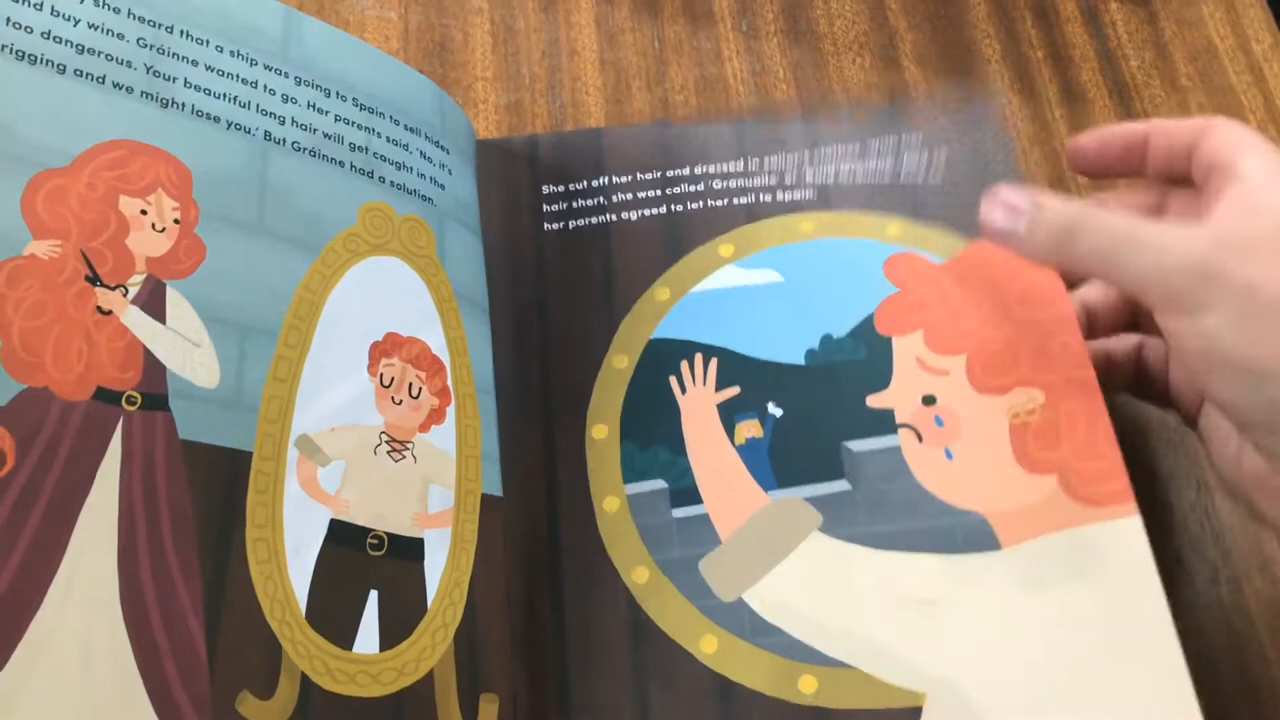 she heard that a ship was going to Spain to sell hides
and buy wine. Gráinne wanted to go. Her parents said, 'No, it's
too dangerous. Your beautiful long hair will get caught in the
rigging and we might lose you.' But Gráinne had a solution.
She cut off her hair and dressed in sailor's
hair short, she was called 'Granuaile' or
her parents agreed to let her sail to Spain.